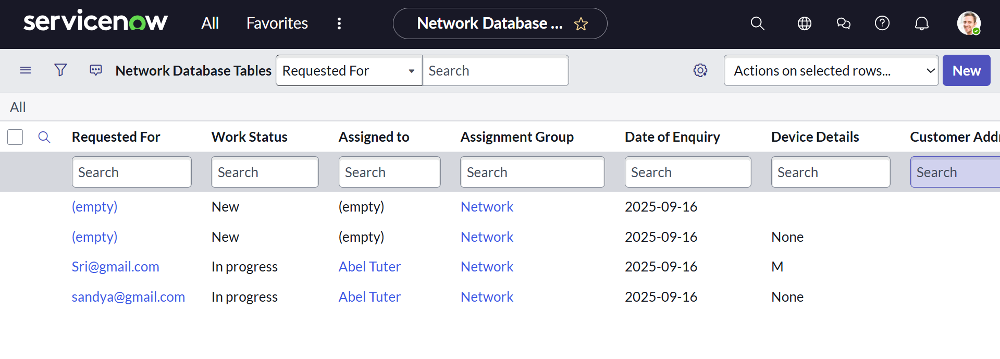 servicenow All Favorites Network Database ...
Network Database Tables Requested For Search Actions on selected rows... New
All
Requested For Work Status Assigned to Assignment Group Date of Enquiry Device Details Customer Add
Search Search Search Search Search Search Search
(empty) New (empty) Network 2025-09-16
(empty) New (empty) Network 2025-09-16 None
Sri@gmail.com In progress Abel Tuter Network 2025-09-16 M
sandya@gmail.com In progress Abel Tuter Network 2025-09-16 None